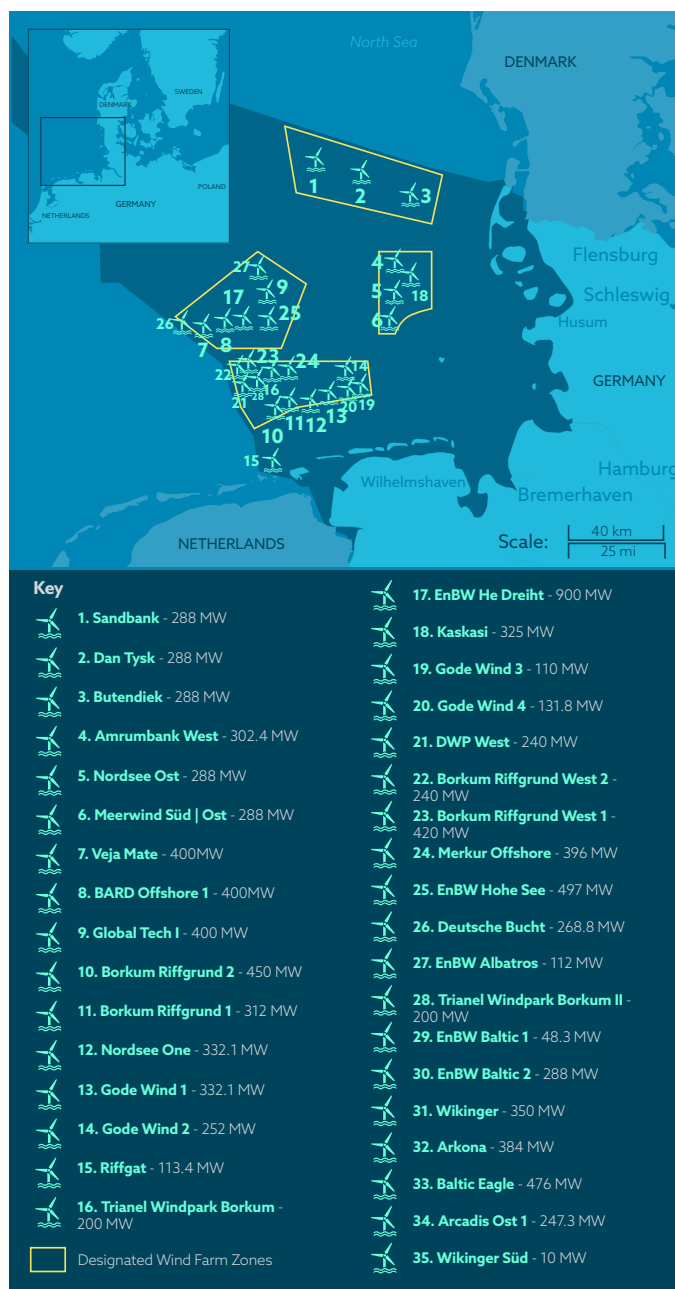 North Sea
DENMARK
SWEDEN
DENMARK
POLAND
GERMANY
NETHERLANDS
1
2
3
Flensburg
4
27
5
18
9
17
Schleswig
25
6
26
7
8
Husum
23
24
22
14
GERMANY
16
28
21
20
19
13
11
12
10
15
Hamburg
Wilhelmshaven
Bremerhaven
NETHERLANDS
Scale:
40 km
25 mi
Key
1. Sandbank - 288 MW
2. Dan Tysk - 288 MW
3. Butendiek - 288 MW
4. Amrumbank West - 302.4 MW
5. Nordsee Ost - 288 MW
6. Meerwind Süd | Ost - 288 MW
7. Veja Mate - 400MW
8. BARD Offshore 1 - 400MW
9. Global Tech I - 400 MW
10. Borkum Riffgrund 2 - 450 MW
11. Borkum Riffgrund 1 - 312 MW
12. Nordsee One - 332.1 MW
13. Gode Wind 1 - 332.1 MW
14. Gode Wind 2 - 252 MW
15. Riffgat - 113.4 MW
16. Trianel Windpark Borkum -
200 MW
Designated Wind Farm Zones
17. EnBW He Dreiht - 900 MW
18. Kaskasi - 325 MW
19. Gode Wind 3 - 110 MW
20. Gode Wind 4 - 131.8 MW
21. DWP West - 240 MW
22. Borkum Riffgrund West 2 -
240 MW
23. Borkum Riffgrund West 1 -
420 MW
24. Merkur Offshore - 396 MW
25. EnBW Hohe See - 497 MW
26. Deutsche Bucht - 268.8 MW
27. EnBW Albatros - 112 MW
28. Trianel Windpark Borkum II -
200 MW
29. EnBW Baltic 1 - 48.3 MW
30. EnBW Baltic 2 - 288 MW
31. Wikinger - 350 MW
32. Arkona - 384 MW
33. Baltic Eagle - 476 MW
34. Arcadis Ost 1 - 247.3 MW
35. Wikinger Süd - 10 MW